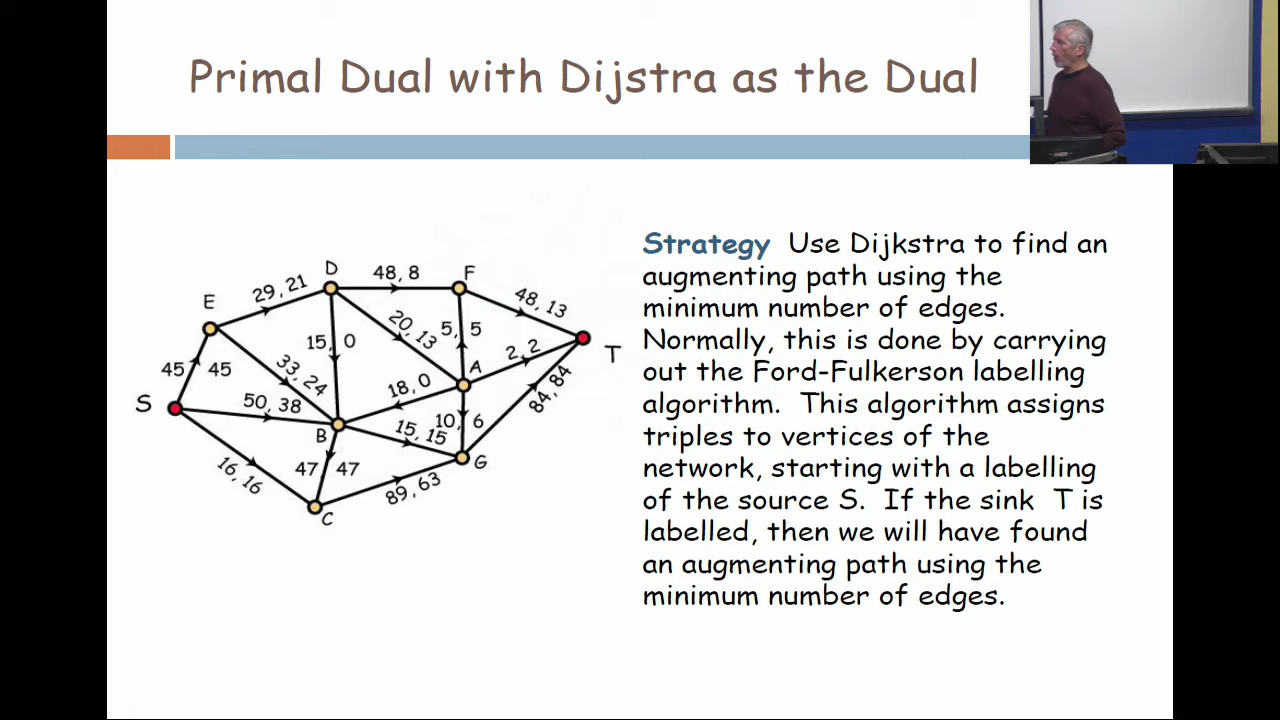 Primal Dual with Dijstra as the Dual
D
48, 8
F
29, 21
48, 13
E
20, 13
5, 5
15, 0
2, 2
T
A
45 45
33, 24
18, 0
84, 84
S
50, 38
10, 6
B
15, 15
G
16, 16
47 47
89, 63
C
Strategy Use Dijkstra to find an
augmenting path using the
minimum number of edges.
Normally, this is done by carrying
out the Ford-Fulkerson labelling
algorithm. This algorithm assigns
triples to vertices of the
network, starting with a labelling
of the source S. If the sink T is
labelled, then we will have found
an augmenting path using the
minimum number of edges.